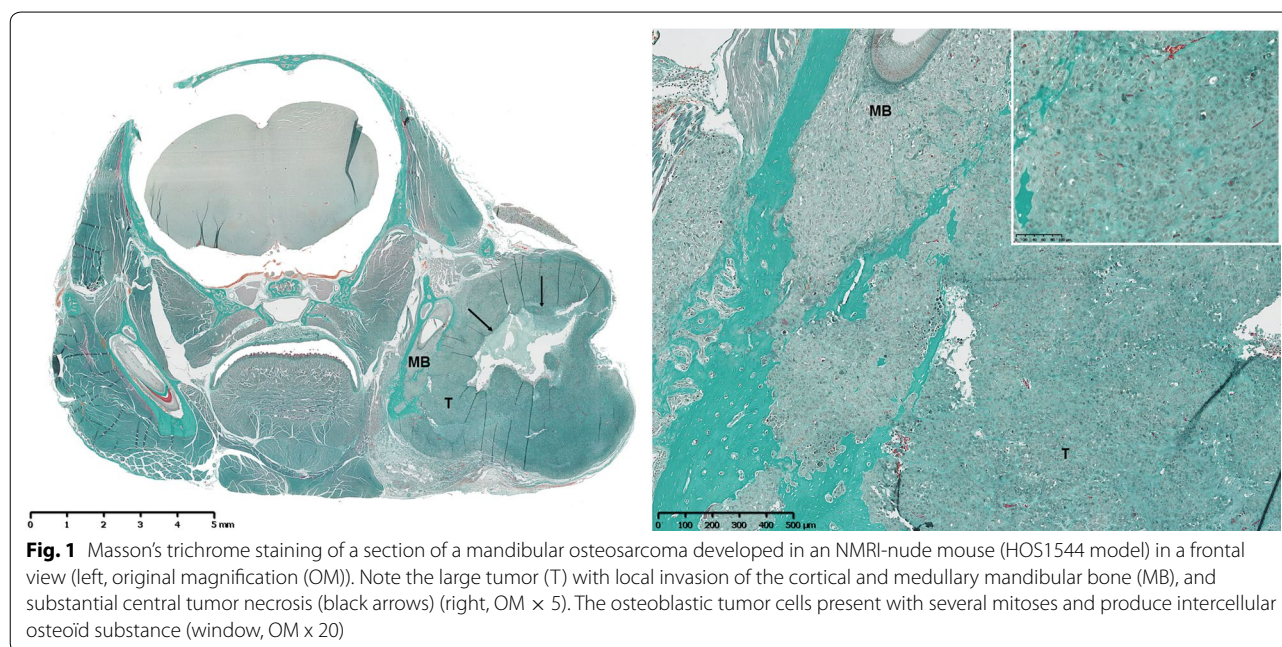 MB
T
0 1 2 3 4 5 mm
MB
T
0 100 200 300 400 500 µm
Fig. 1 Masson’s trichrome staining of a section of a mandibular osteosarcoma developed in an NMRI-nude mouse (HOS1544 model) in a frontal
view (left, original magnification (OM)). Note the large tumor (T) with local invasion of the cortical and medullary mandibular bone (MB), and
substantial central tumor necrosis (black arrows) (right, OM × 5). The osteoblastic tumor cells present with several mitoses and produce intercellular
osteoïd substance (window, OM x 20)